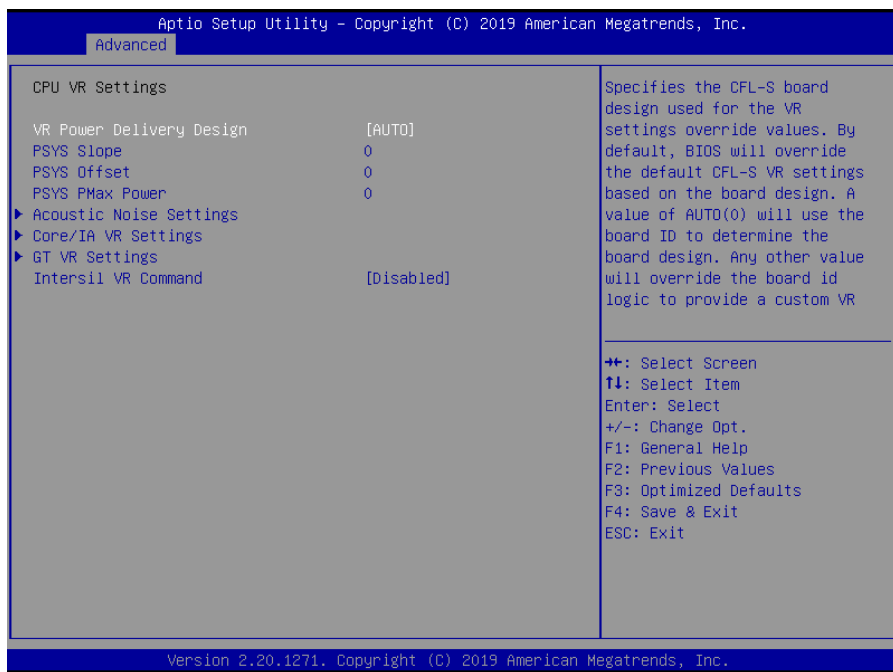 Aptio Setup Utility – Copyright (C) 2019 American Megatrends, Inc.
Advanced
CPU VR Settings
VR Power Delivery Design [AUTO]
PSYS Slope 0
PSYS Offset 0
PSYS PMax Power 0
Acoustic Noise Settings
Core/IA VR Settings
GT VR Settings
Intersil VR Command [Disabled]
Specifies the CFL-S board
design used for the VR
settings override values. By
default, BIOS will override
the default CFL-S VR settings
based on the board design. A
value of AUTO(0) will use the
board ID to determine the
board design. Any other value
will override the board id
logic to provide a custom VR
→←: Select Screen
↑↓: Select Item
Enter: Select
+/-: Change Opt.
F1: General Help
F2: Previous Values
F3: Optimized Defaults
F4: Save & Exit
ESC: Exit
Version 2.20.1271. Copyright (C) 2019 American Megatrends, Inc.